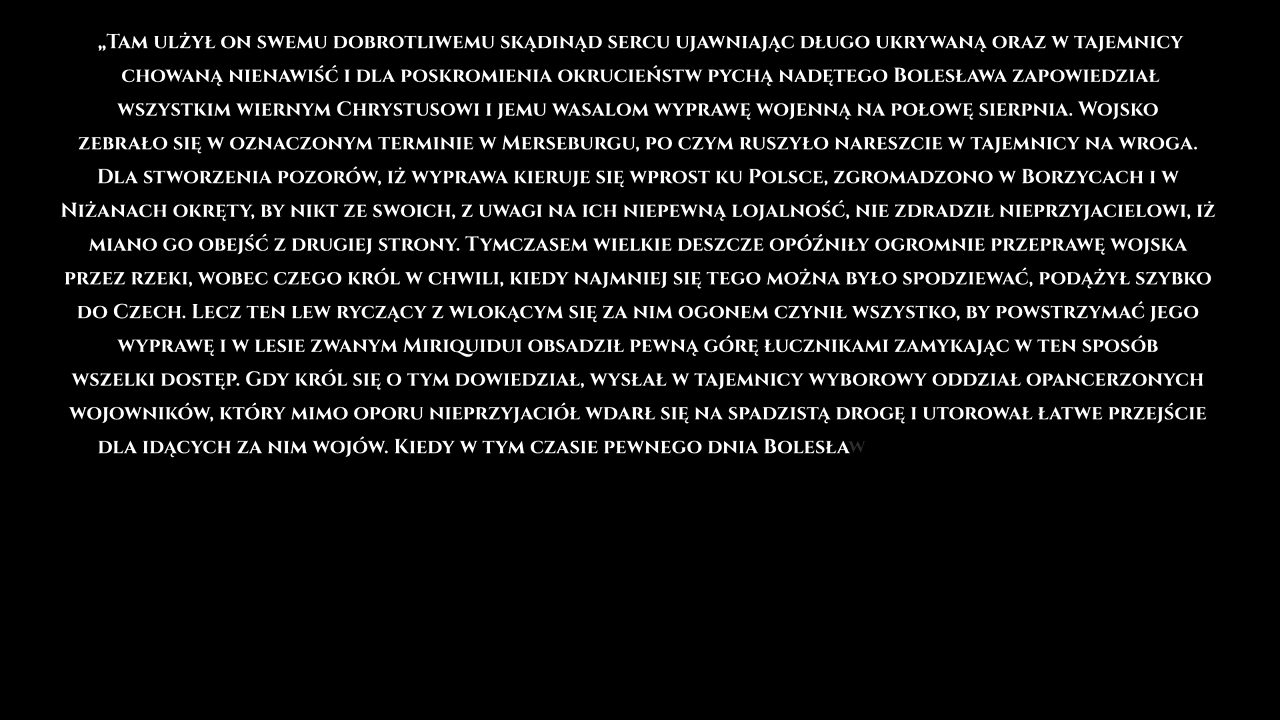 „Tam ulżył on swemu dobrotliwemu skądinąd sercu ujawniając długo ukrywaną oraz w tajemnicy
chowaną nienawiść i dla poskromienia okrucieństw pychą nadętego Bolesława zapowiedział
wszystkim wiernym Chrystusowi i jemu wasalom wyprawę wojenną na połowę sierpnia. Wojsko
zebrało się w oznaczonym terminie w Merseburgu, po czym ruszyło nareszcie w tajemnicy na wroga.
Dla stworzenia pozorów, iż wyprawa kieruje się wprost ku Polsce, zgromadzono w Borzycach i w
Niżanach okręty, by nikt ze swoich, z uwagi na ich niepewną lojalność, nie zdradził nieprzyjacielowi, iż
miano go obejść z drugiej strony. Tymczasem wielkie deszcze opóźniły ogromnie przeprawę wojska
przez rzeki, wobec czego król w chwili, kiedy najmniej się tego można było spodziewać, podążył szybko
do Czech. Lecz ten lew ryczący z wlokącym się za nim ogonem czynił wszystko, by powstrzymać jego
wyprawę i w lesie zwanym Miriquidui obsadził pewną górę łucznikami zamykając w ten sposób
wszelki dostęp. Gdy król się o tym dowiedział, wysłał w tajemnicy wyborowy oddział opancerzonych
wojowników, który mimo oporu nieprzyjaciół wdarł się na spadzistą drogę i utorował łatwe przejście
dla idących za nim wojów. Kiedy w tym czasie pewnego dnia Bolesław